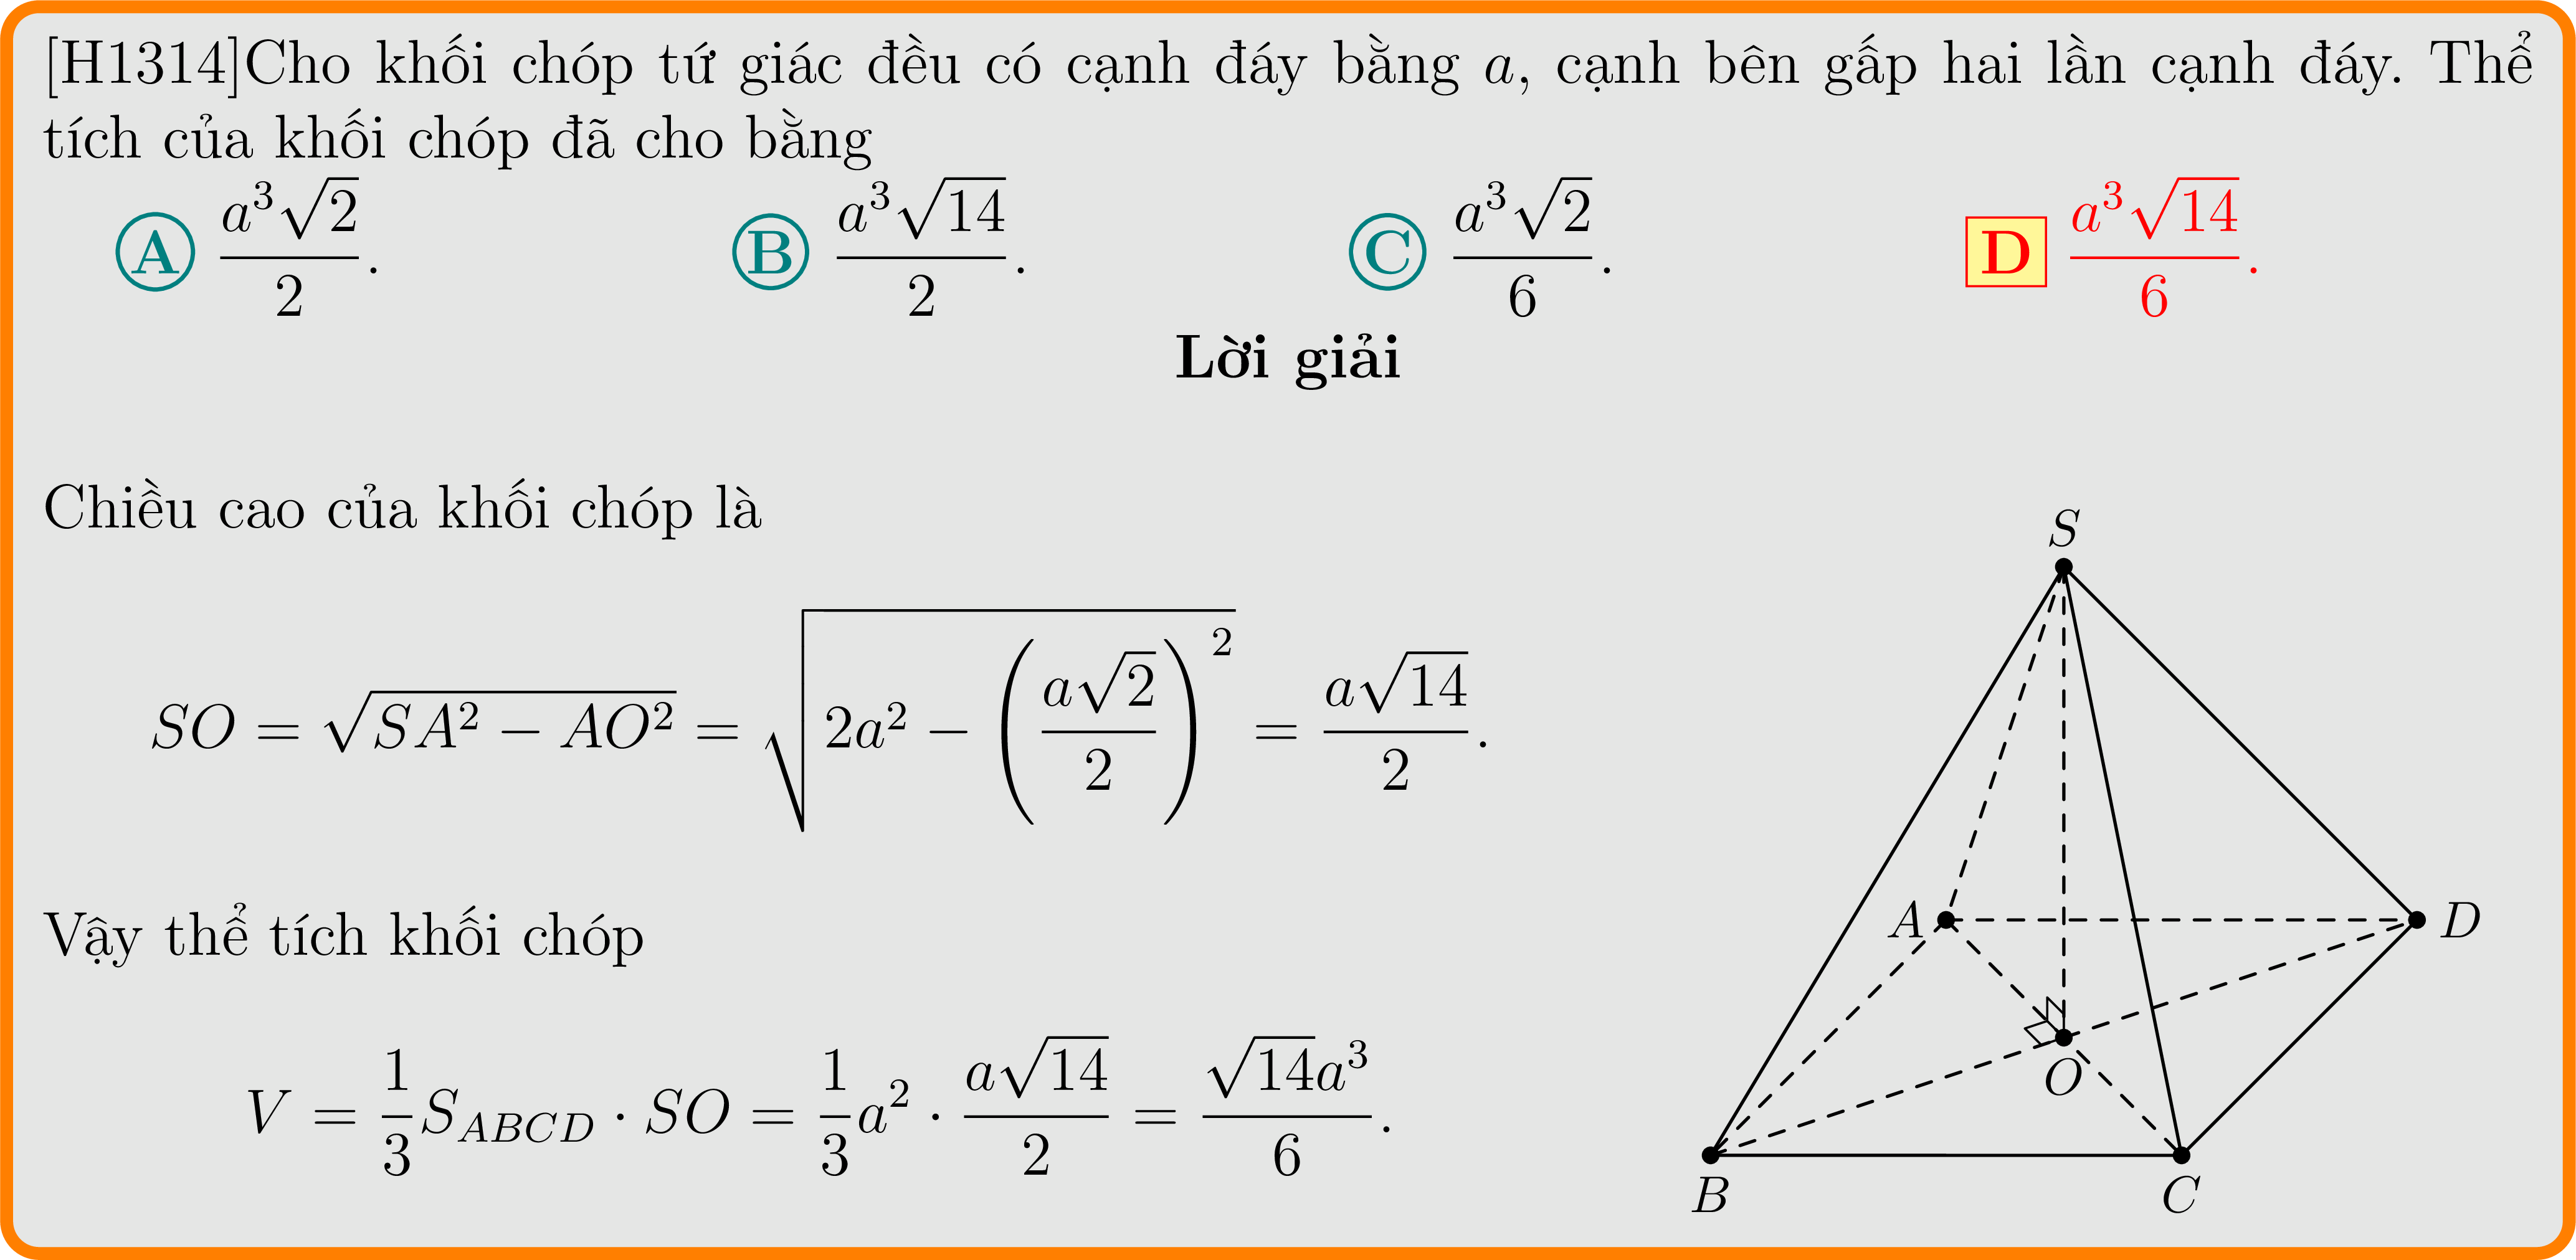 [H1314]Cho khối chóp tứ giác đều có cạnh đáy bằng a, cạnh bên gấp hai lần cạnh đáy. Thể
tích của khối chóp đã cho bằng
A $\frac{a^3\sqrt{2}}{2}$. B $\frac{a^3\sqrt{14}}{2}$. C $\frac{a^3\sqrt{2}}{6}$. D $\frac{a^3\sqrt{14}}{6}$.
Lời giải
Chiều cao của khối chóp là
$SO = \sqrt{SA^2 - AO^2} = \sqrt{2a^2 - \left(\frac{a\sqrt{2}}{2}\right)^2} = \frac{a\sqrt{14}}{2}$.
Vậy thể tích khối chóp
$V = \frac{1}{3}S_{ABCD} \cdot SO = \frac{1}{3}a^2 \cdot \frac{a\sqrt{14}}{2} = \frac{\sqrt{14}a^3}{6}$.
S
A
D
O
B
C